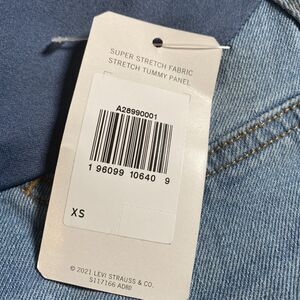 SUPER STRETCH FABRIC
STRETCH TUMMY PANEL
A28990001
1 96099 10640 9
XS
© 2021 LEVI STRAUSS & CO.
S117166 AD80